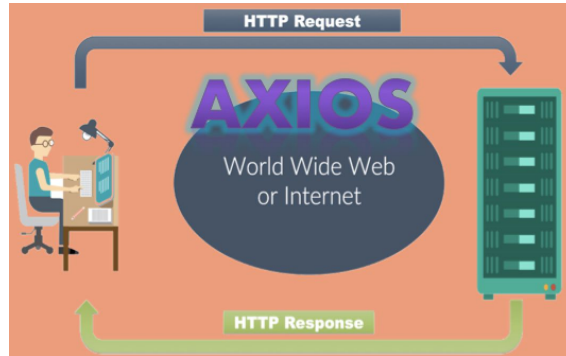 HTTP Request
AXIOS
World Wide Web
or Internet
HTTP Response